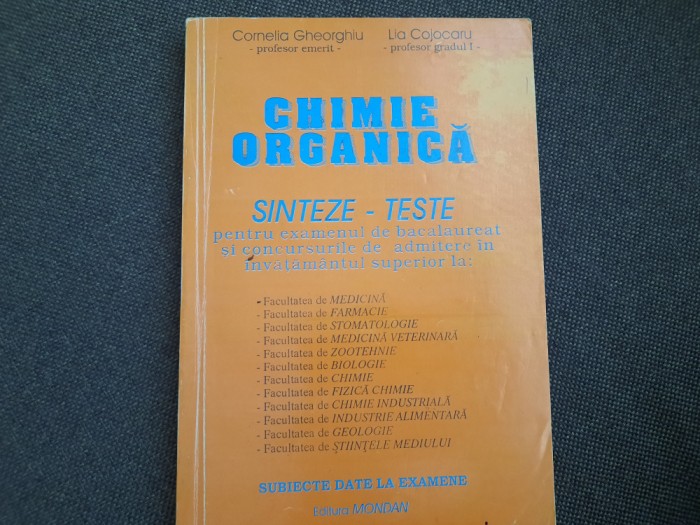 Cornelia Gheorghiu Lia Cojocaru
- profesor emerit - - profesor gradul I -
CHIMIE
ORGANICĂ
SINTEZE - TESTE
pentru examenul de bacalaureat
și concursurile de admitere în
învățământul superior la:
- Facultatea de MEDICINĂ
- Facultatea de FARMACIE
- Facultatea de STOMATOLOGIE
- Facultatea de MEDICINĂ VETERINARĂ
- Facultatea de ZOOTEHNIE
- Facultatea de BIOLOGIE
- Facultatea de CHIMIE
- Facultatea de FIZICĂ CHIMIE
- Facultatea de CHIMIE INDUSTRIALĂ
- Facultatea de INDUSTRIE ALIMENTARĂ
- Facultatea de GEOLOGIE
- Facultatea de ȘTIINȚELE MEDIULUI
SUBIECTE DATE LA EXAMENE
Editura MONDAN